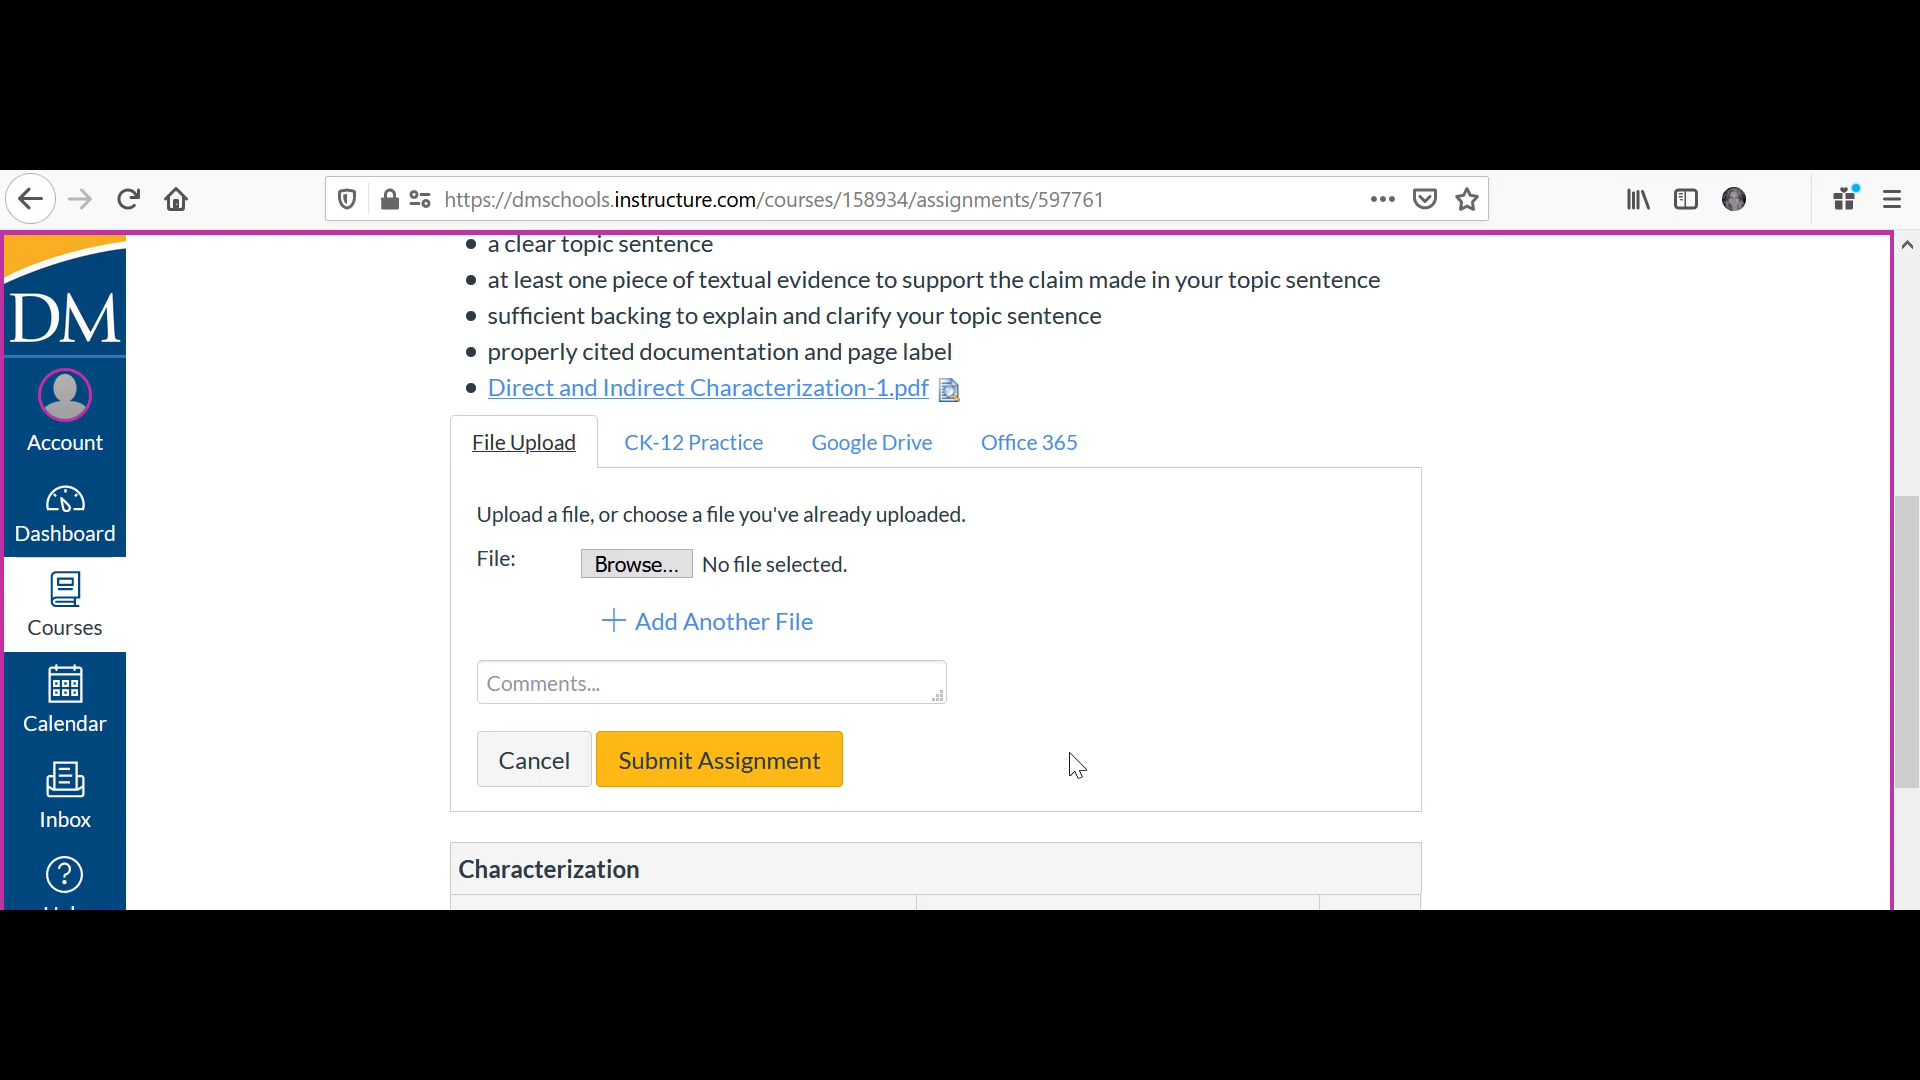 https://dmschools.instructure.com/courses/158934/assignments/597761
DM
Account
Dashboard
Courses
Calendar
Inbox
a clear topic sentence
at least one piece of textual evidence to support the claim made in your topic sentence
sufficient backing to explain and clarify your topic sentence
properly cited documentation and page label
Direct and Indirect Characterization-1.pdf
File Upload CK-12 Practice Google Drive Office 365
Upload a file, or choose a file you've already uploaded.
File: Browse... No file selected.
Add Another File
Comments...
Cancel Submit Assignment
Characterization